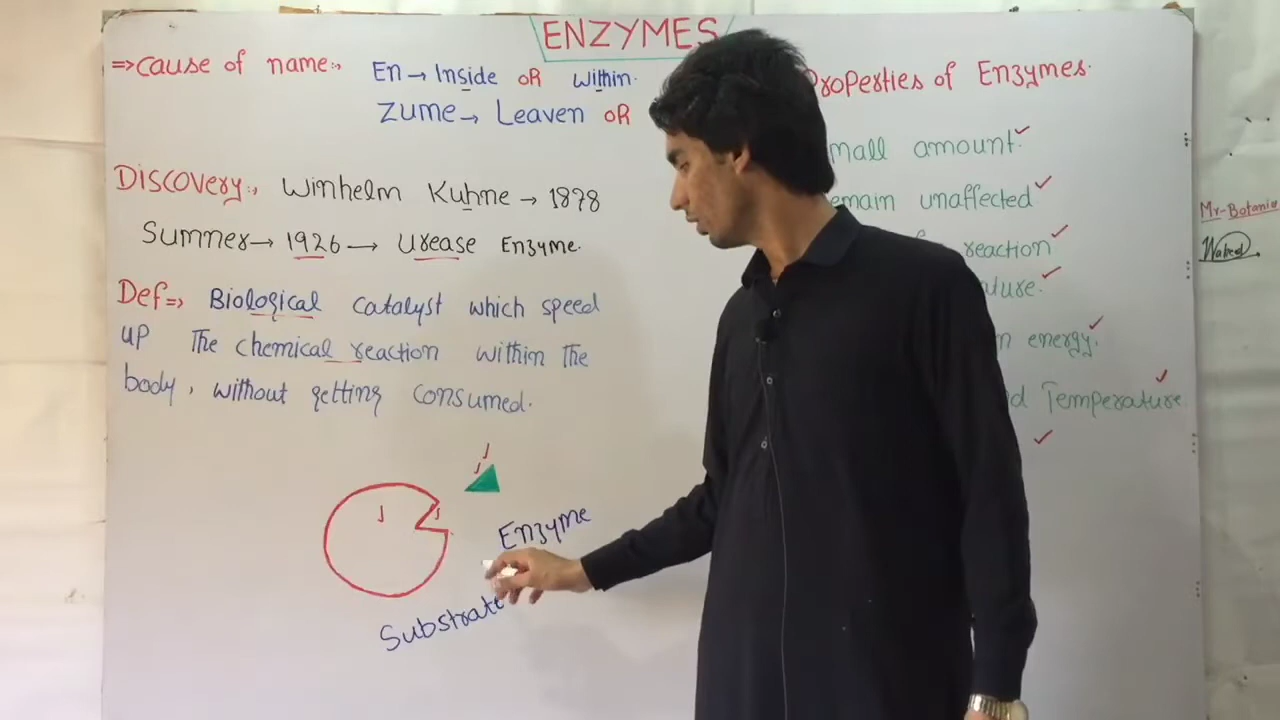 ENZYMES
⇒ Cause of name:- En → Inside OR within.
Zume → Leaven OR
Discovery:- Winhelm Kuhne → 1878
Sumner → 1926 → Urease Enzyme.
Def ⇒ Biological catalyst which speed
up The chemical reaction within The
body, without getting consumed.
Enzyme
Substrate
Properties of Enzymes.
mall amount.
emain unaffected
reaction
ature.
n energy.
d Temperature.
Mr-Botanic